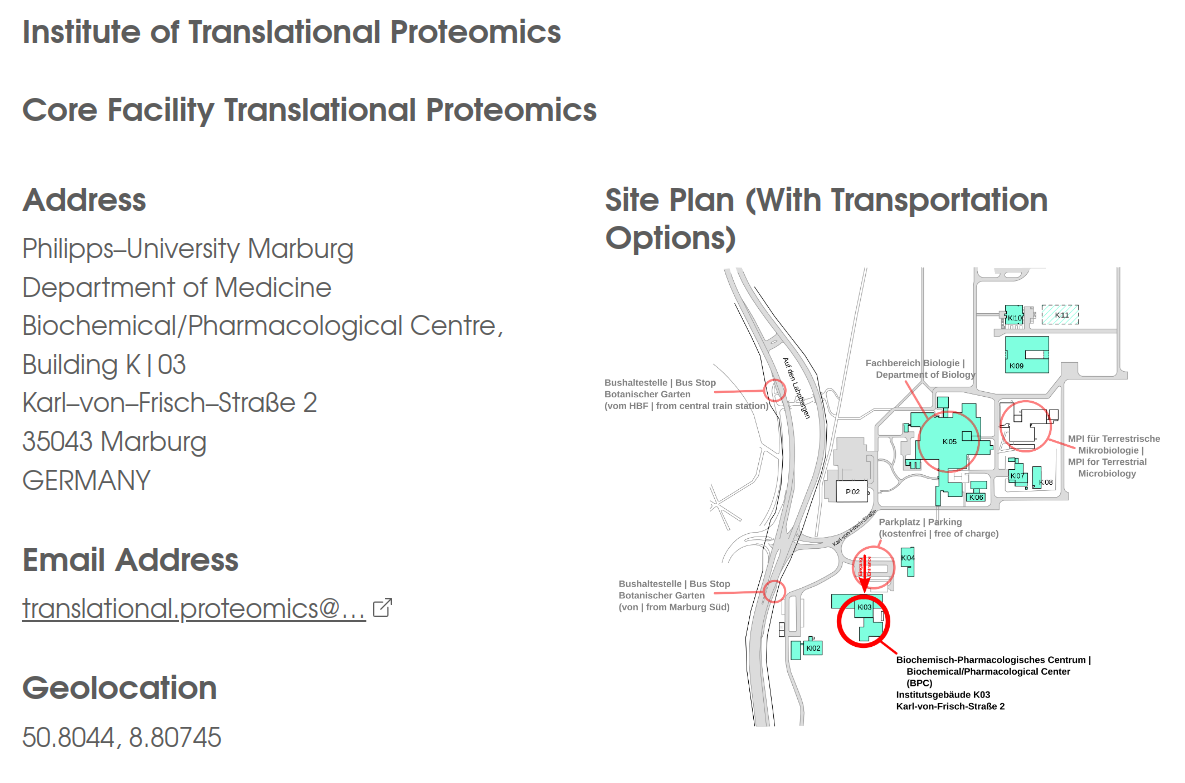 Institute of Translational Proteomics
Core Facility Translational Proteomics
Address
Philipps–University Marburg
Department of Medicine
Biochemical/Pharmacological Centre,
Building K|03
Karl–von–Frisch–Straße 2
35043 Marburg
GERMANY
Email Address
translational.proteomics@...
Geolocation
50.8044, 8.80745
Site Plan (With Transportation
Options)
K10
K11
K09
Auf den Lahnbergen
Fachbereich Biologie |
Department of Biology
Bushaltestelle | Bus Stop
Botanischer Garten
(vom HBF | from central train station)
K05
MPI für Terrestrische
Mikrobiologie |
MPI for Terrestrial
Microbiology
K07
K08
K06
P02
Karl-von-Frisch-Straße
Parkplatz | Parking
(kostenfrei | free of charge)
K04
Bushaltestelle | Bus Stop
Botanischer Garten
(von | from Marburg Süd)
K03
K02
Biochemisch-Pharmacologisches Centrum |
Biochemical/Pharmacological Center
(BPC)
Institutsgebäude K03
Karl-von-Frisch-Straße 2